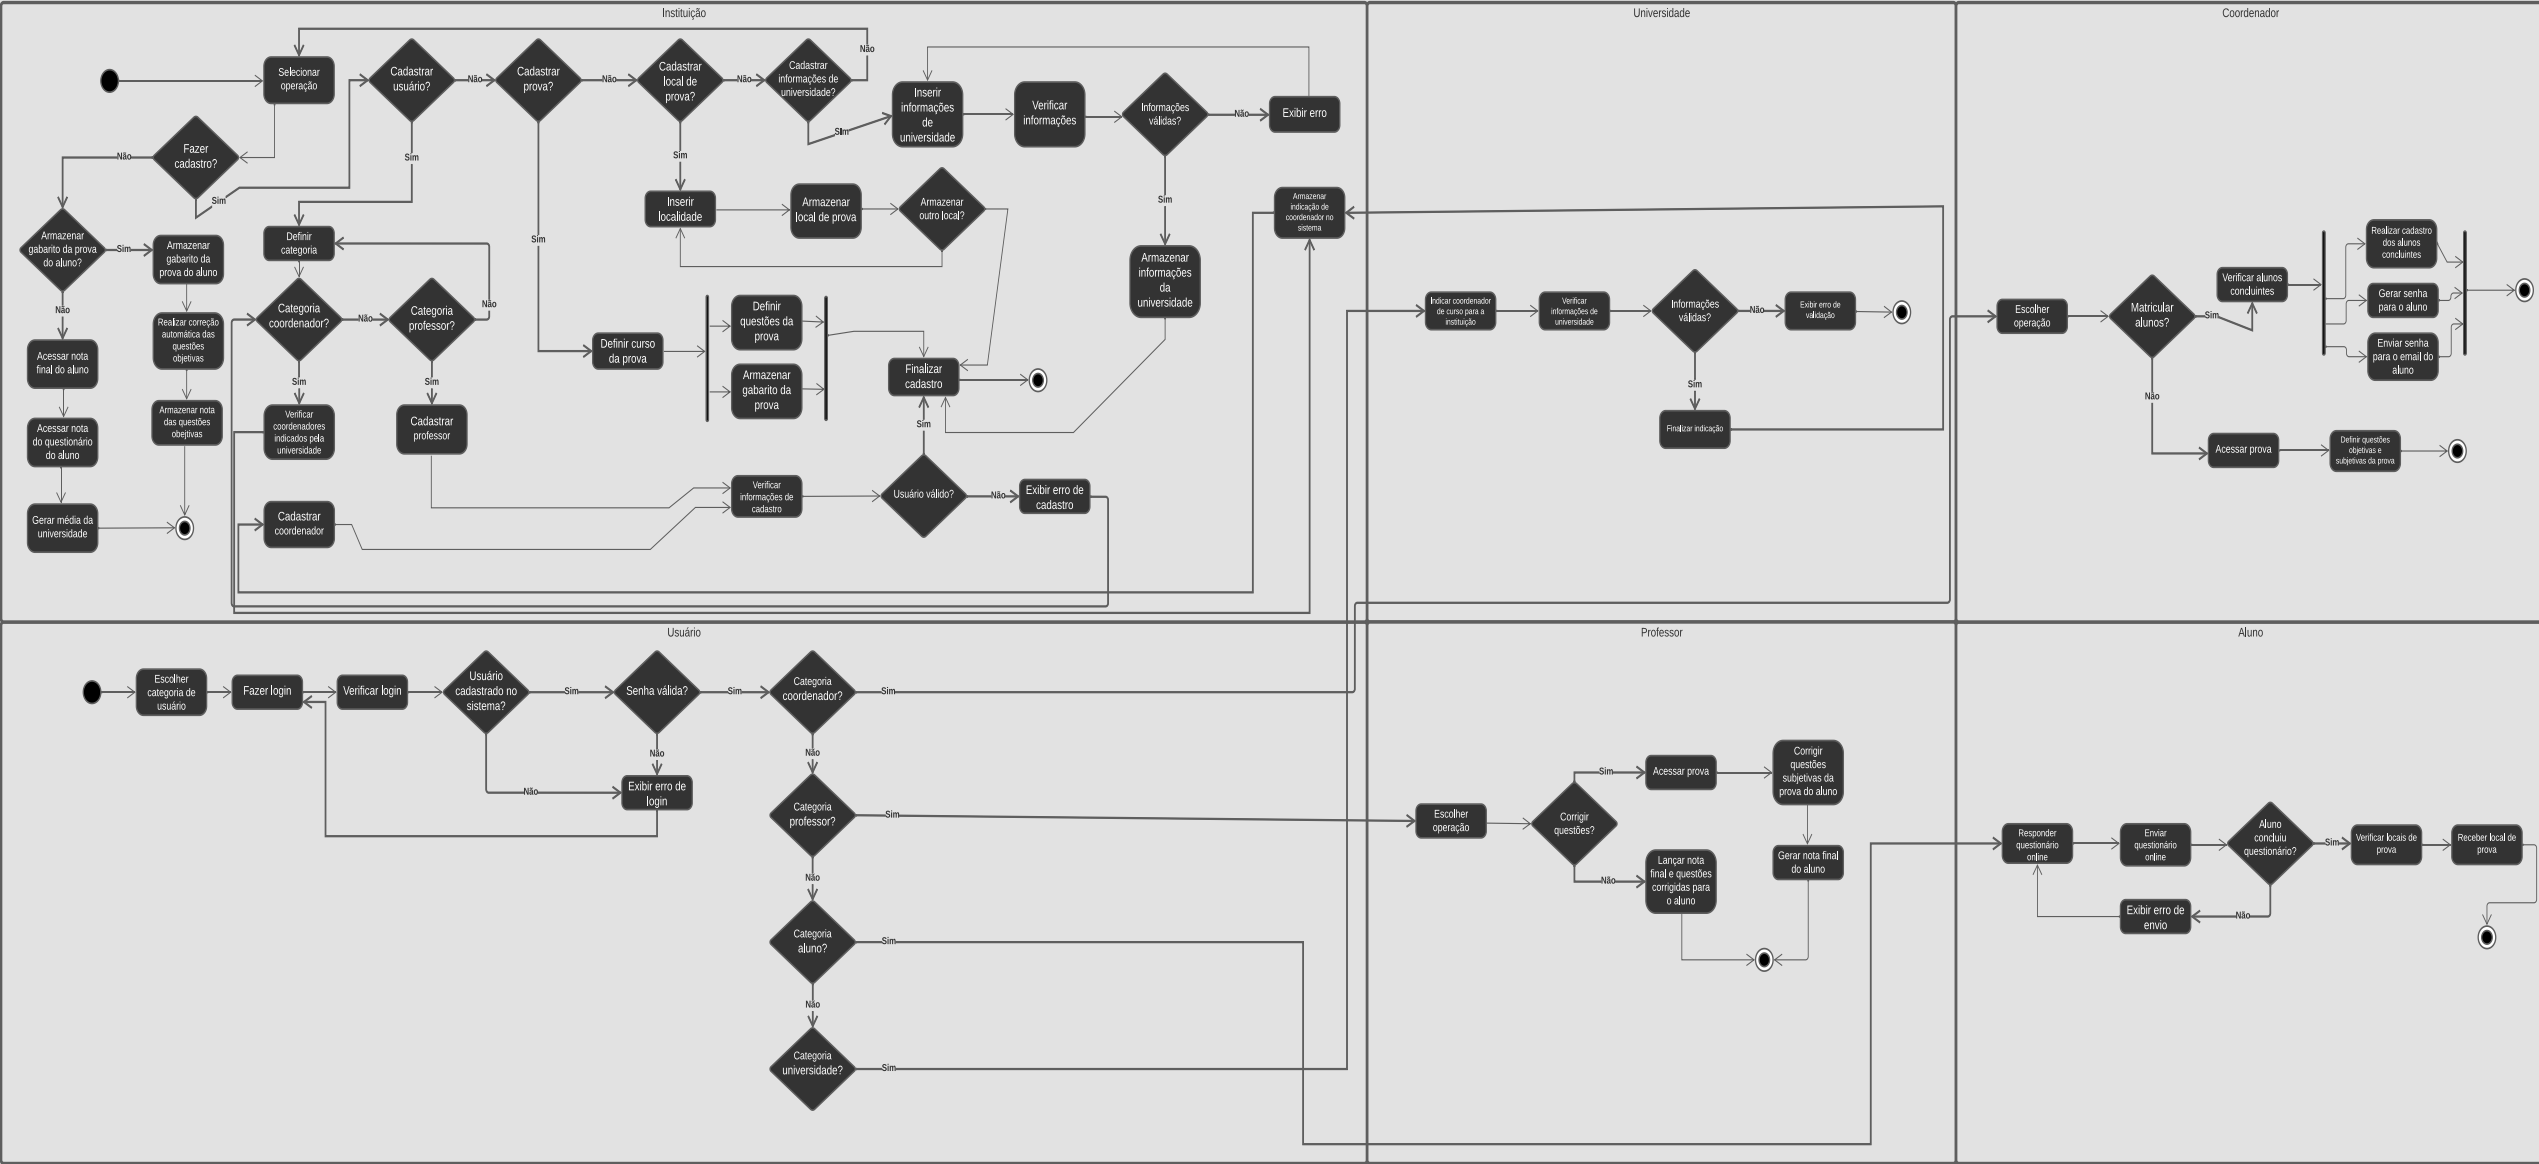 Instituição
Selecionar
operação
Fazer
cadastro?
Não
Sim
Cadastrar
usuário?
Não
Sim
Cadastrar
prova?
Não
Sim
Cadastrar
local de
prova?
Não
Sim
Cadastrar
informações de
universidade?
Não
Sim
Inserir
informações
de
universidade
Verificar
informações
Informações
válidas?
Não
Sim
Exibir erro
Armazenar
informações
da
universidade
Inserir
localidade
Armazenar
local de prova
Armazenar
outro local?
Armazenar
indicação de
coordenador no
sistema
Armazenar
gabarito da prova
do aluno?
Sim
Não
Armazenar
gabarito da
prova do aluno
Realizar correção
automática das
questões
objetivas
Armazenar nota
das questões
obejtivas
Acessar nota
final do aluno
Acessar nota
do questionário
do aluno
Gerar média da
universidade
Definir
categoria
Categoria
coordenador?
Não
Sim
Categoria
professor?
Não
Sim
Verificar
coordenadores
indicados pela
universidade
Cadastrar
professor
Cadastrar
coordenador
Definir curso
da prova
Definir
questões da
prova
Armazenar
gabarito da
prova
Finalizar
cadastro
Sim
Verificar
informações de
cadastro
Usuário válido?
Não
Exibir erro de
cadastro
Universidade
Indicar coordenador
de curso para a
instituição
Verificar
informações de
universidade
Informações
válidas?
Não
Sim
Exibir erro de
validação
Finalizar indicação
Coordenador
Escolher
operação
Matricular
alunos?
Sim
Não
Verificar alunos
concluintes
Realizar cadastro
dos alunos
concluintes
Gerar senha
para o aluno
Enviar senha
para o email do
aluno
Acessar prova
Definir questões
objetivas e
subjetivas da prova
Usuário
Escolher
categoria de
usuário
Fazer login
Verificar login
Usuário
cadastrado no
sistema?
Sim
Não
Senha válida?
Sim
Não
Exibir erro de
login
Categoria
coordenador?
Sim
Não
Categoria
professor?
Sim
Não
Categoria
aluno?
Sim
Não
Categoria
universidade?
Sim
Professor
Escolher
operação
Corrigir
questões?
Sim
Não
Acessar prova
Corrigir
questões
subjetivas da
prova do aluno
Lançar nota
final e questões
corrigidas para
o aluno
Gerar nota final
do aluno
Aluno
Responder
questionário
online
Enviar
questionário
online
Aluno
concluiu
questionário?
Sim
Não
Verificar locais de
prova
Receber local de
prova
Exibir erro de
envio